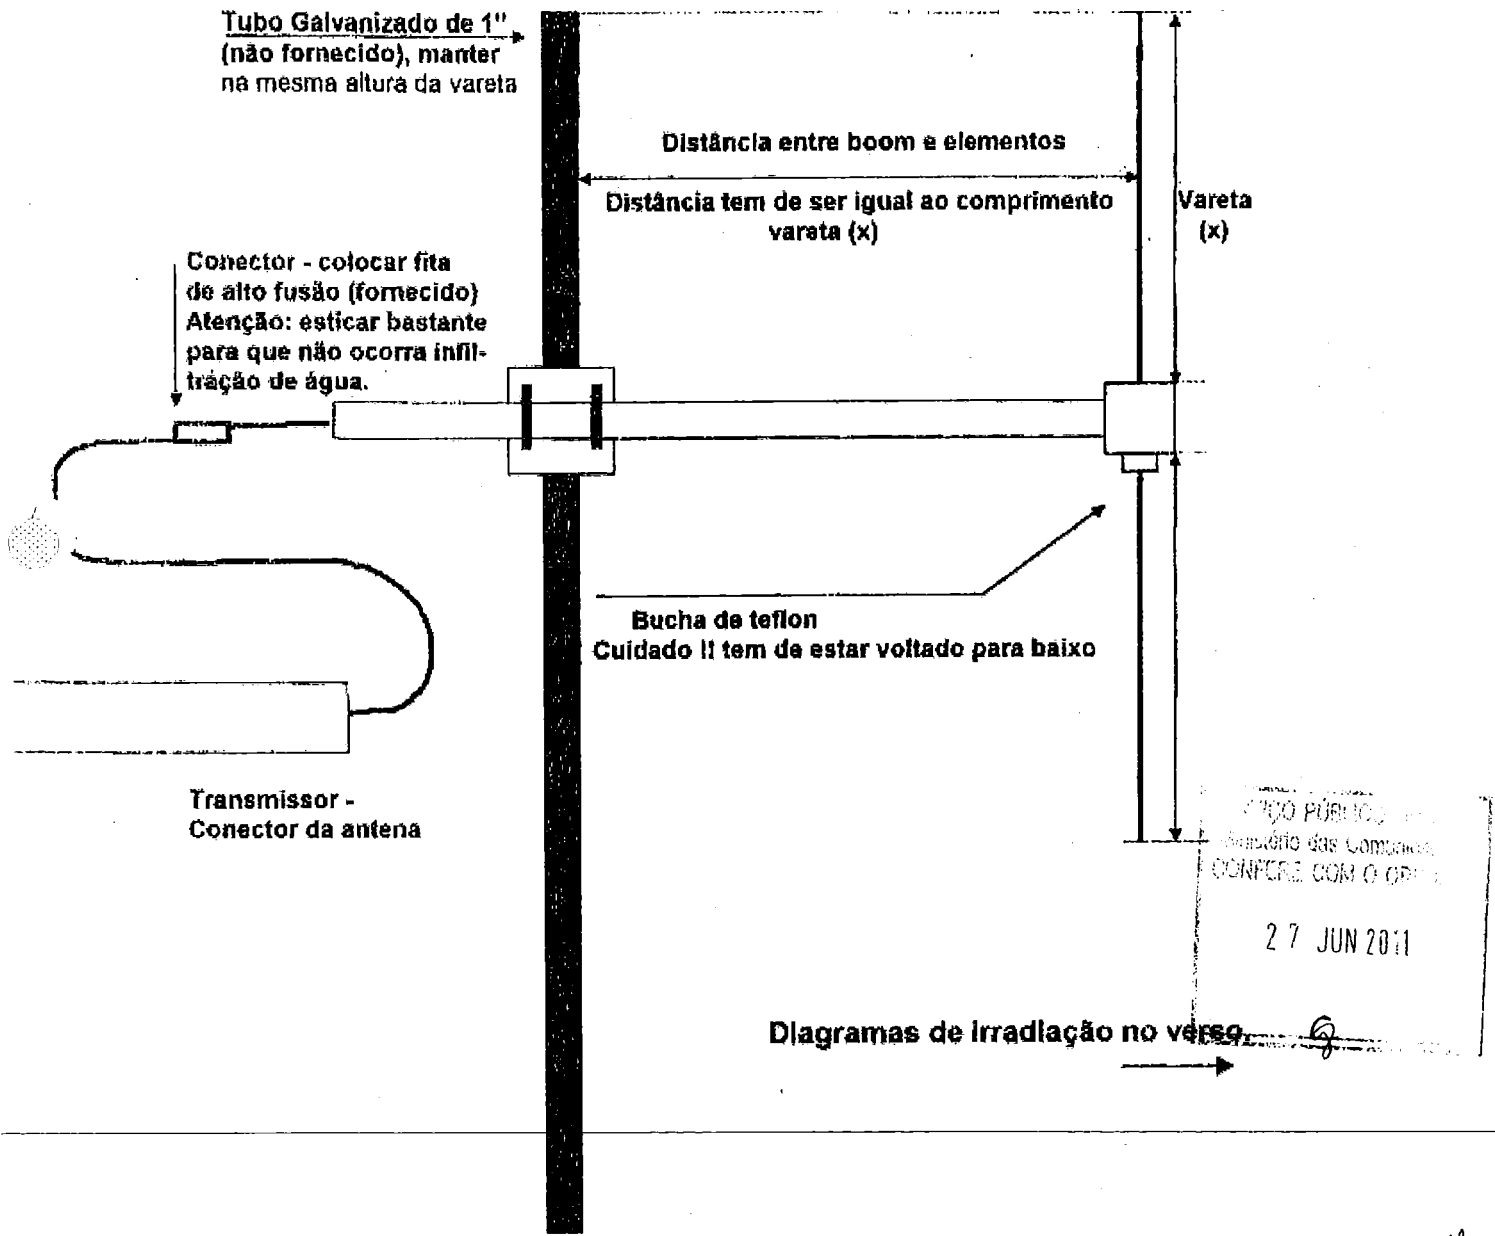 Tubo Galvanizado de 1"
(não fornecido), manter
na mesma altura da vareta
Distância entre boom e elementos
Distância tem de ser igual ao comprimento
vareta (x)
Vareta
(x)
Conector - colocar fita
de alto fusão (fornecido)
Atenção: esticar bastante
para que não ocorra infil-
tração de água.
Bucha de teflon
Cuidado !! tem de estar voltado para baixo
Transmissor -
Conector da antena
PÚBLICO
Ministério das
CONFERE COM O
27 JUN 2011
Diagramas de irradiação no verso.